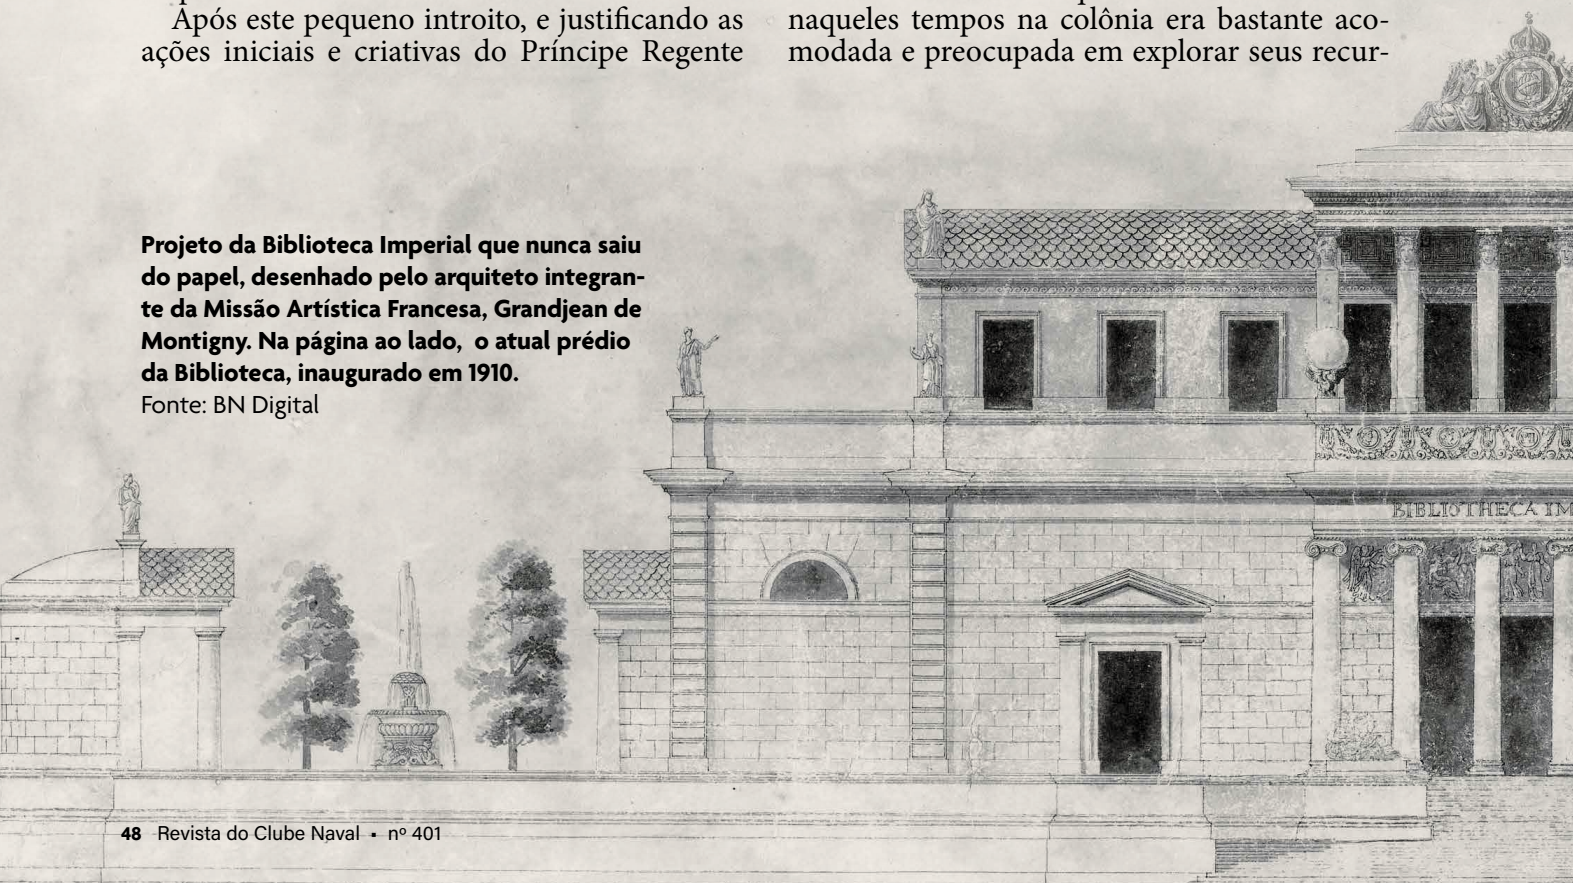 Após este pequeno introito, e justificando as
ações iniciais e criativas do Príncipe Regente
naqueles tempos na colônia era bastante aco-
modada e preocupada em explorar seus recur-
Projeto da Biblioteca Imperial que nunca saiu
do papel, desenhado pelo arquiteto integran-
te da Missão Artística Francesa, Grandjean de
Montigny. Na página ao lado,  o atual prédio
da Biblioteca, inaugurado em 1910.
Fonte: BN Digital
BIBLIOTHECA IM
48 Revista do Clube Naval ▪ nº 401